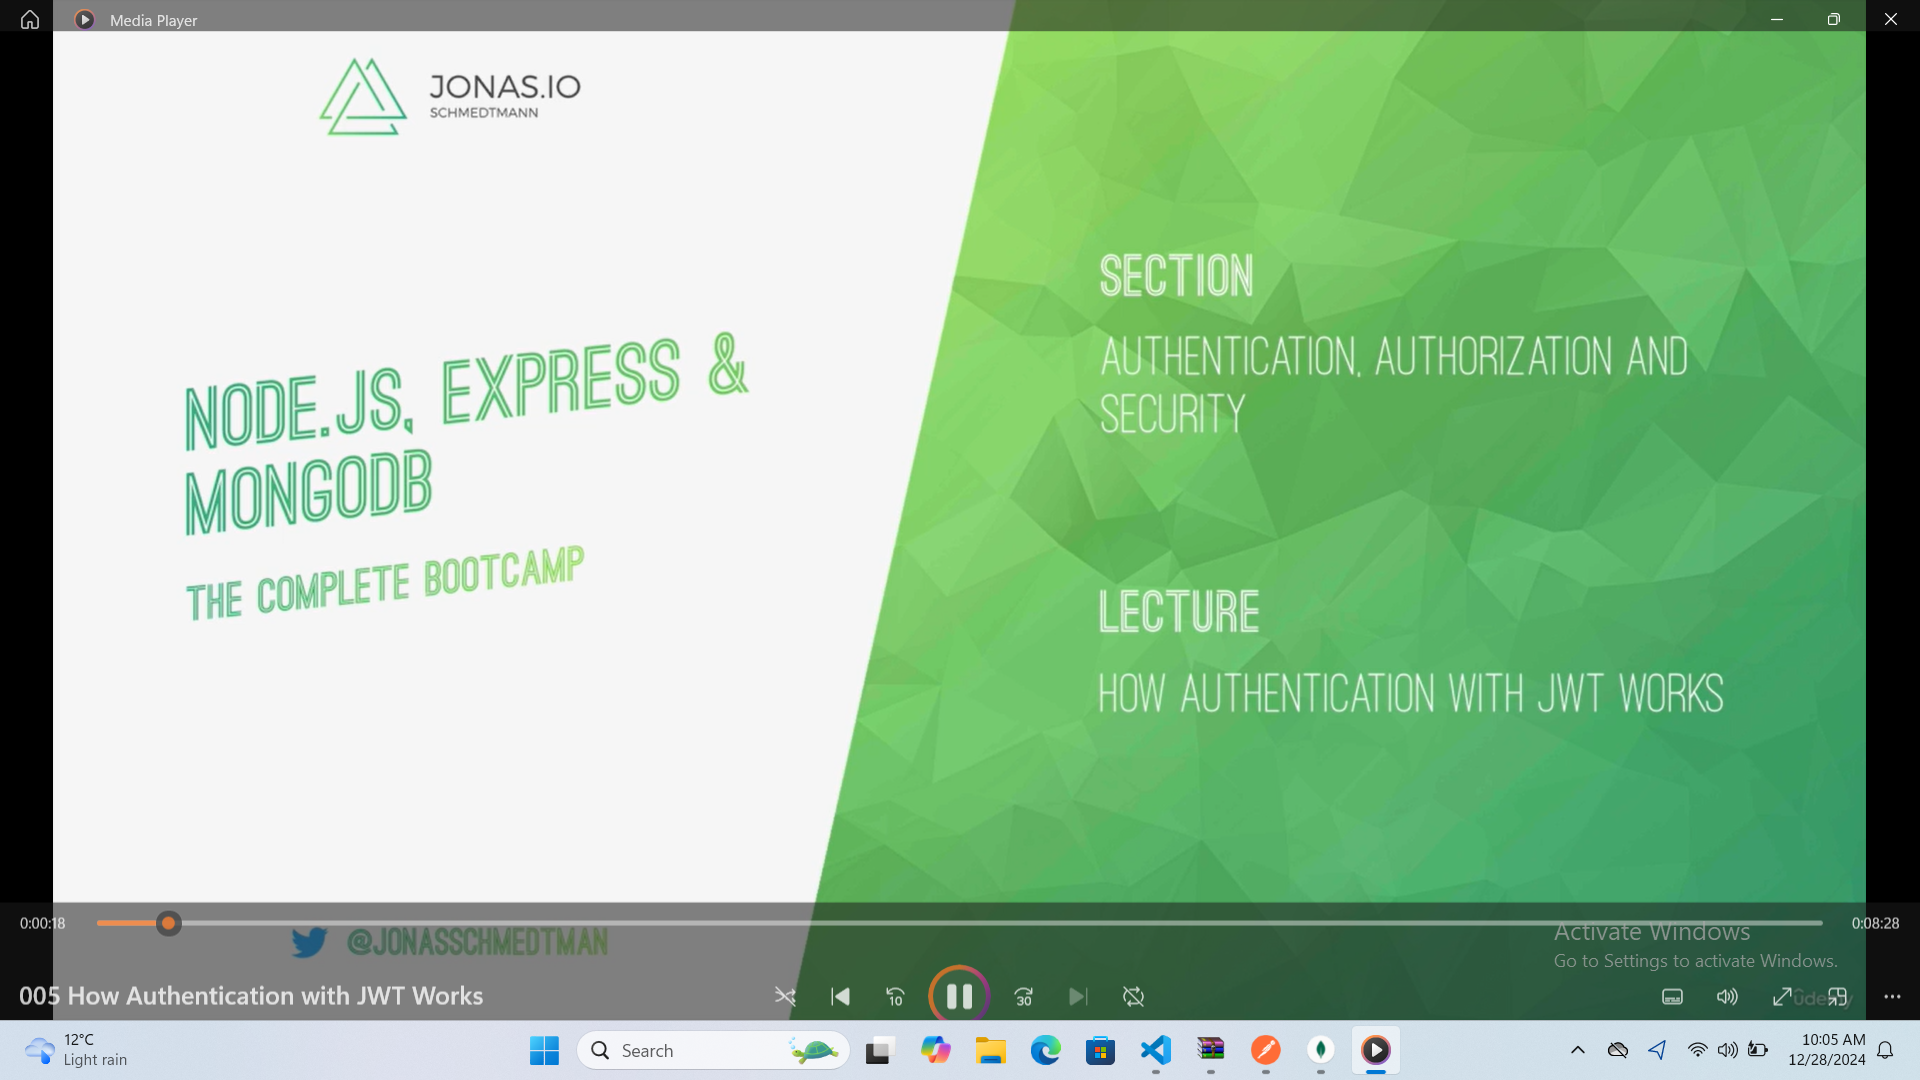 Media Player
JONAS.IO
SCHMEDTMANN
NODE.JS, EXPRESS &
MONGODB
THE COMPLETE BOOTCAMP
SECTION
AUTHENTICATION, AUTHORIZATION AND
SECURITY
LECTURE
HOW AUTHENTICATION WITH JWT WORKS
0:00:18
0:08:28
@JONASSCHMEDTMAN
Activate Windows
Go to Settings to activate Windows.
005 How Authentication with JWT Works
10
30
ûdemy
12°C
Light rain
Search
10:05 AM
12/28/2024